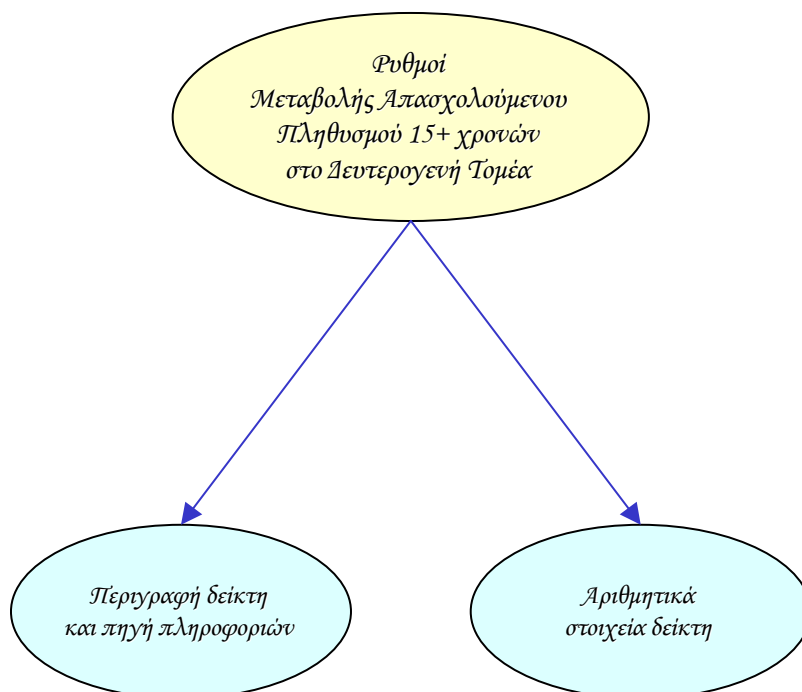 Ρυθμοί
Μεταβολής Απασχολούμενου
Πληθυσμού 15+ χρονών
στο Δευτερογενή Τομέα
Περιγραφή δείκτη
και πηγή πληροφοριών
Αριθμητικά
στοιχεία δείκτη